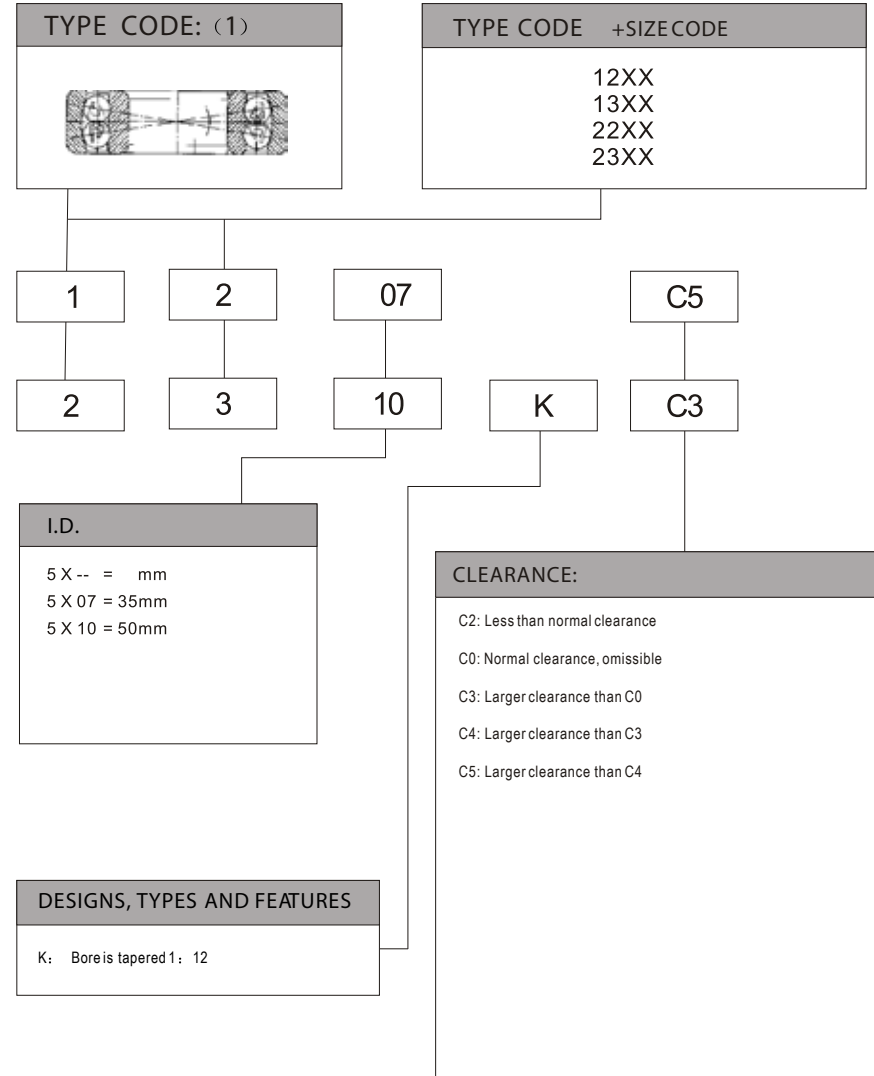 TYPE CODE:（1）
TYPE CODE +SIZE CODE
12XX
13XX
22XX
23XX
1 2 07 C5
2 3 10 K C3
I.D.
5 X -- = mm
5 X 07 = 35mm
5 X 10 = 50mm
CLEARANCE:
C2: Less than normal clearance
C0: Normal clearance, omissible
C3: Larger clearance than C0
C4: Larger clearance than C3
C5: Larger clearance than C4
DESIGNS, TYPES AND FEATURES
K： Bore is tapered 1：12